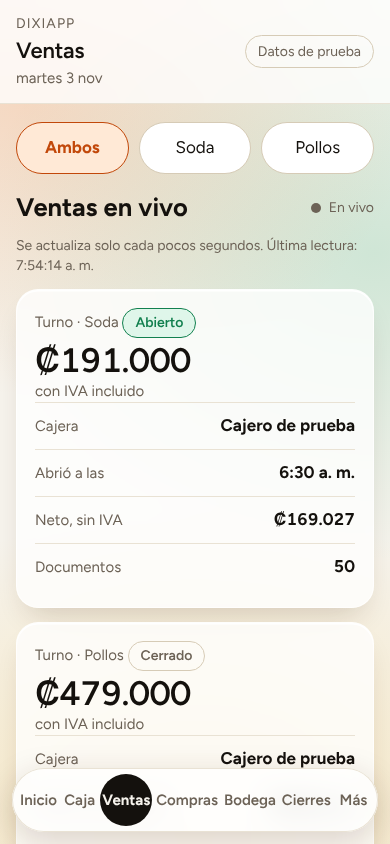 DIXIAPP
Ventas
martes 3 nov
Datos de prueba
Ambos
Soda
Pollos
Ventas en vivo
En vivo
Se actualiza solo cada pocos segundos. Última lectura:
7:54:14 a. m.
Turno · Soda Abierto
₡191.000
con IVA incluido
Cajera Cajero de prueba
Abrió a las 6:30 a. m.
Neto, sin IVA ₡169.027
Documentos 50
Turno · Pollos Cerrado
₡479.000
con IVA incluido
Cajera Cajero de prueba
Inicio Caja Ventas Compras Bodega Cierres Más